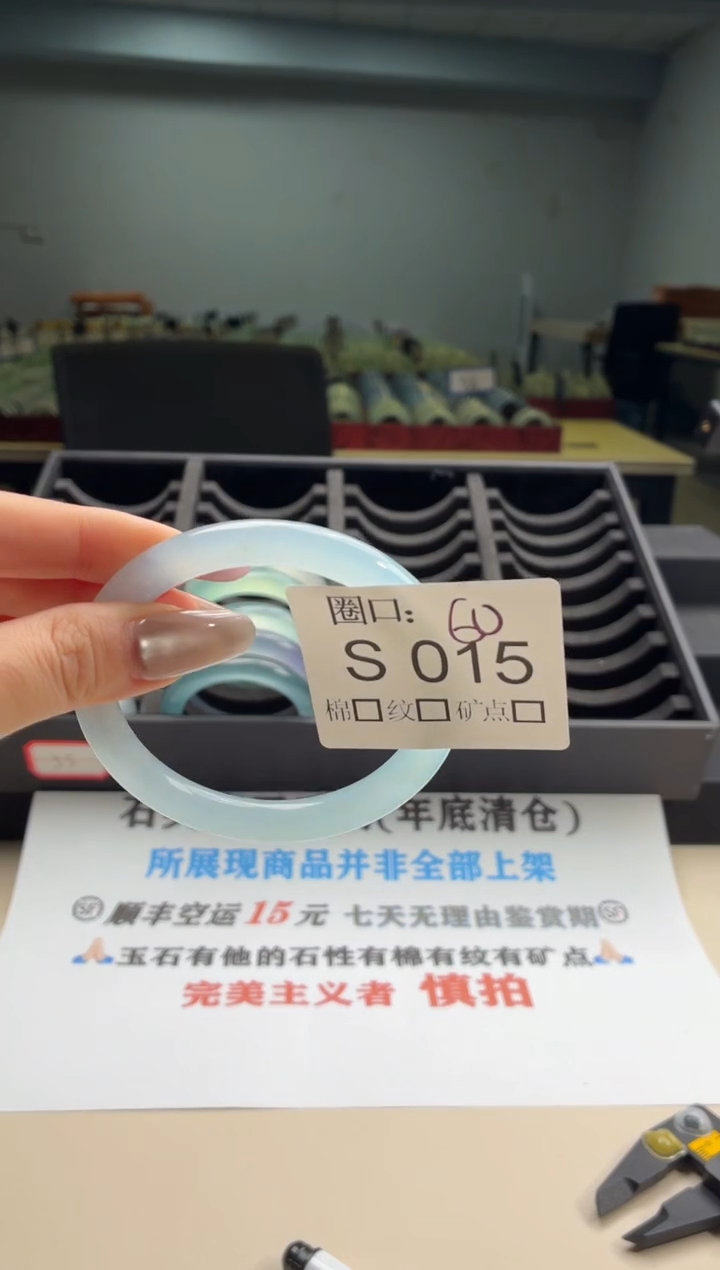 圈口: 60
S 015
棉□ 纹□ 矿点□
(年底清仓)
所展现商品并非全部上架
SF 顺丰空运 15 元 七天无理由鉴赏期 SF
🙏玉石有他的石性有棉有纹有矿点🙏
完美主义者 慎拍